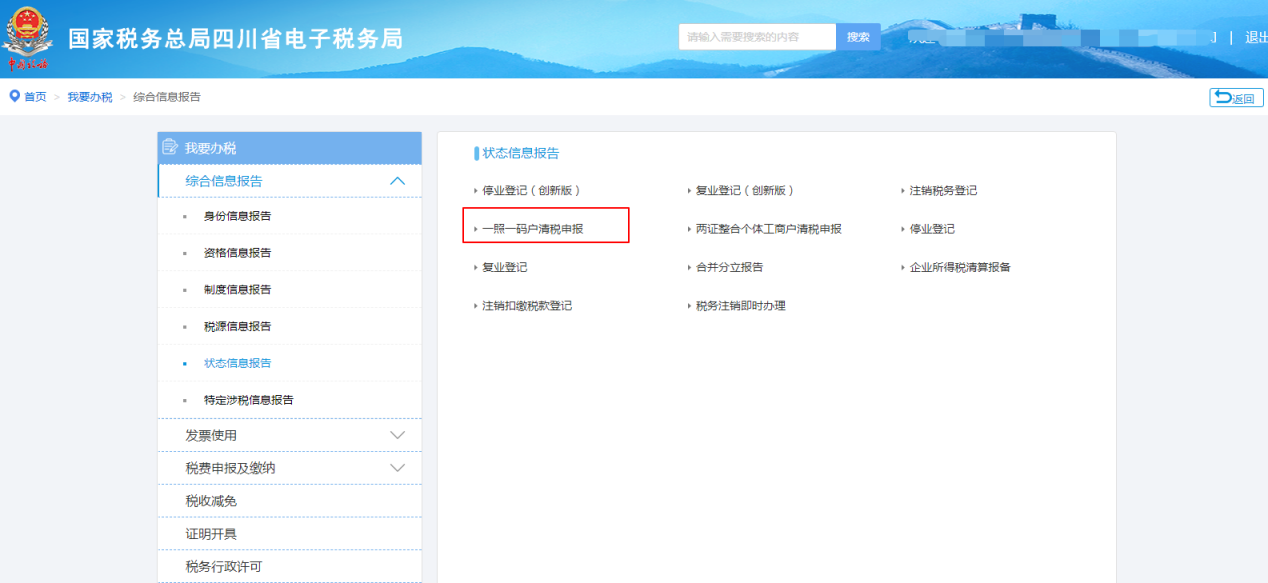 国家税务总局四川省电子税务局
请输入需要搜索的内容 搜索 | 退出
中国税务
首页 > 我要办税 > 综合信息报告 返回
我要办税
综合信息报告
身份信息报告
资格信息报告
制度信息报告
税源信息报告
状态信息报告
特定涉税信息报告
发票使用
税费申报及缴纳
税收减免
证明开具
税务行政许可
状态信息报告
停业登记（创新版） 复业登记（创新版） 注销税务登记
一照一码户清税申报 两证整合个体工商户清税申报 停业登记
复业登记 合并分立报告 企业所得税清算报备
注销扣缴税款登记 税务注销即时办理